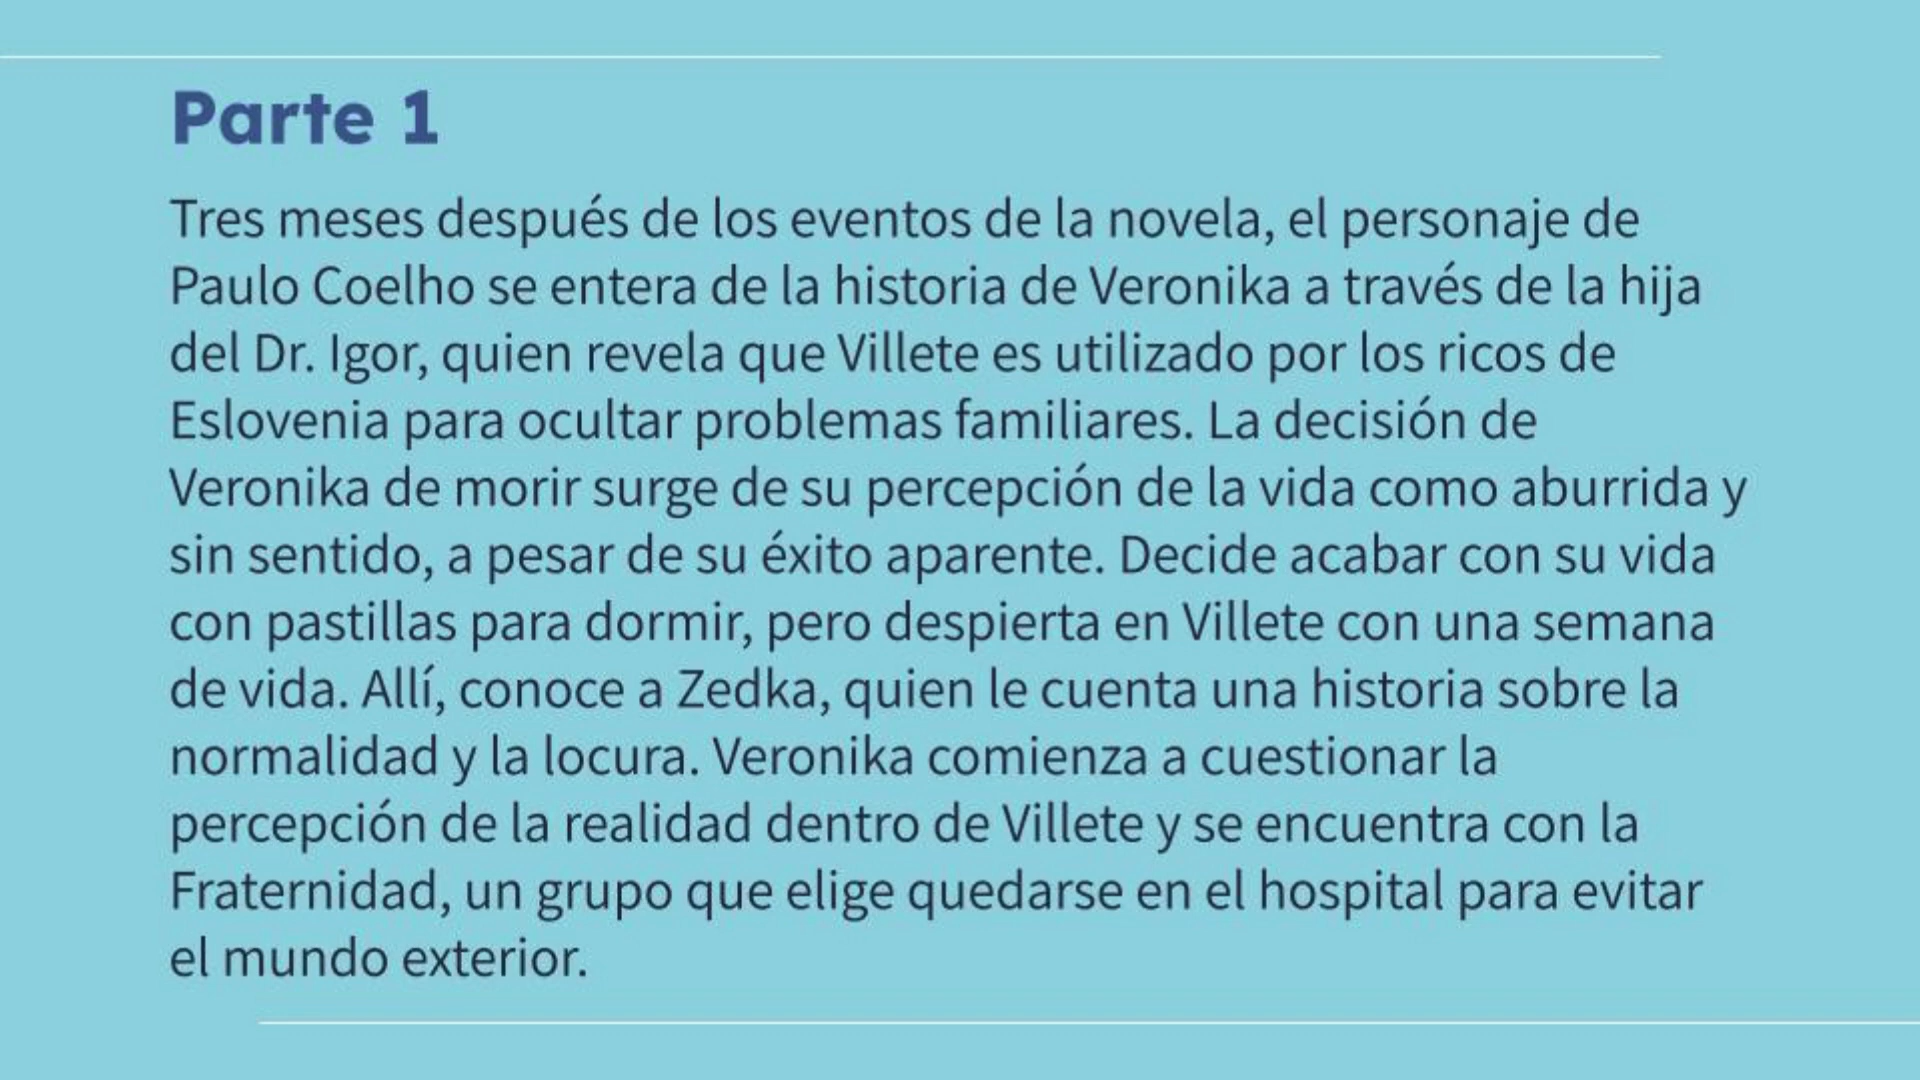 Parte 1
Tres meses después de los eventos de la novela, el personaje de
Paulo Coelho se entera de la historia de Veronika a través de la hija
del Dr. Igor, quien revela que Villete es utilizado por los ricos de
Eslovenia para ocultar problemas familiares. La decisión de
Veronika de morir surge de su percepción de la vida como aburrida y
sin sentido, a pesar de su éxito aparente. Decide acabar con su vida
con pastillas para dormir, pero despierta en Villete con una semana
de vida. Allí, conoce a Zedka, quien le cuenta una historia sobre la
normalidad y la locura. Veronika comienza a cuestionar la
percepción de la realidad dentro de Villete y se encuentra con la
Fraternidad, un grupo que elige quedarse en el hospital para evitar
el mundo exterior.